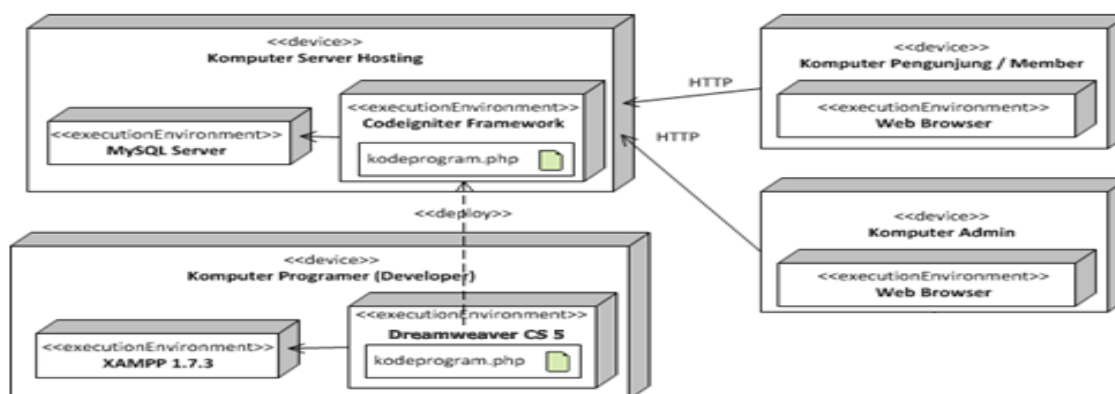 <<device>>
Komputer Server Hosting
<<executionEnvironment>>
MySQL Server
<<executionEnvironment>>
Codeigniter Framework
kodeprogram.php
HTTP
HTTP
<<device>>
Komputer Pengunjung / Member
<<executionEnvironment>>
Web Browser
<<device>>
Komputer Admin
<<executionEnvironment>>
Web Browser
<<deploy>>
<<device>>
Komputer Programer (Developer)
<<executionEnvironment>>
XAMPP 1.7.3
<<executionEnvironment>>
Dreamweaver CS 5
kodeprogram.php